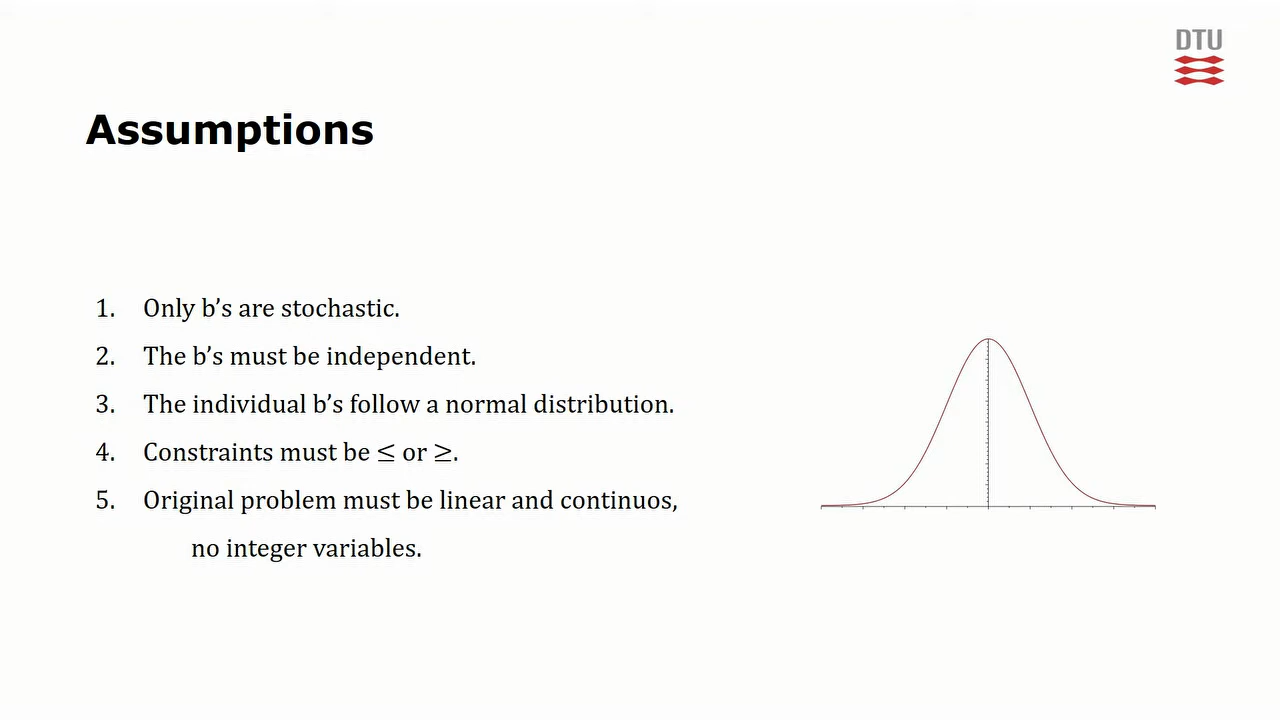 DTU
Assumptions
1. Only b’s are stochastic.
2. The b’s must be independent.
3. The individual b’s follow a normal distribution.
4. Constraints must be ≤ or ≥.
5. Original problem must be linear and continuos,
no integer variables.